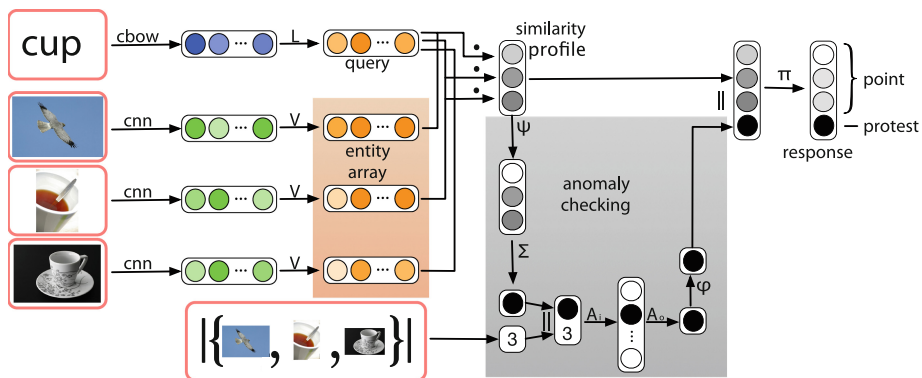 cup
cbow
L
query
similarity
profile
π
point
||
protest
response
cnn
V
entity
array
ψ
anomaly
checking
cnn
V
Σ
cnn
V
φ
|{ , , }|
3
||
3
Ai
Ao